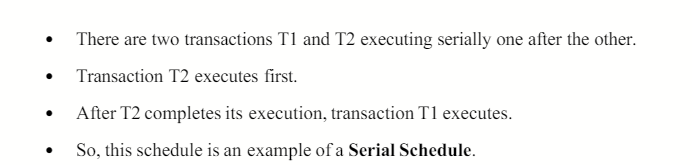 • There are two transactions T1 and T2 executing serially one after the other.
• Transaction T2 executes first.
• After T2 completes its execution, transaction T1 executes.
• So, this schedule is an example of a Serial Schedule.